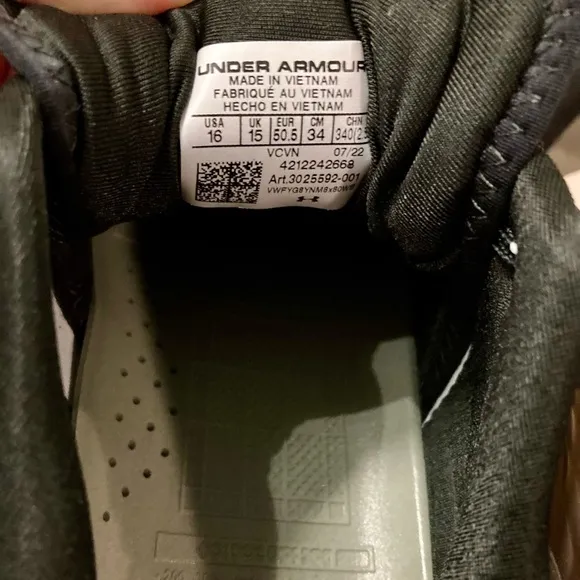 UNDER ARMOUR
MADE IN VIETNAM
FABRIQUÉ AU VIETNAM
HECHO EN VIETNAM
USA UK EUR CM CHN
16 15 50.5 34
VCVN 07/22
4212242668
Art.3025592-001